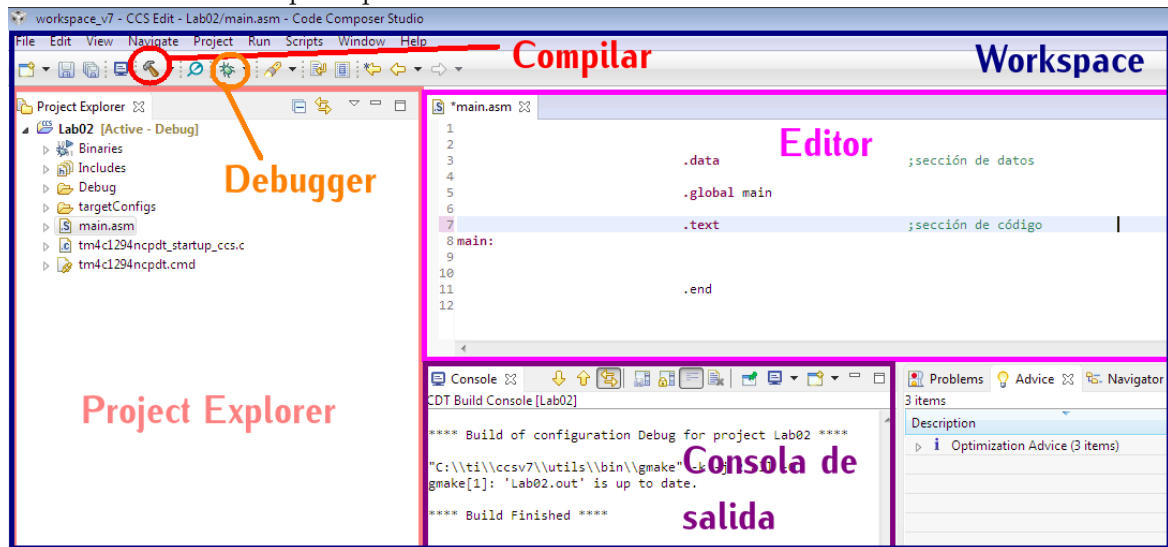 workspace_v7 - CCS Edit - Lab02/main.asm - Code Composer Studio
File Edit View Navigate Project Run Scripts Window Help
Compilar
Workspace
Project Explorer
Lab02 [Active - Debug]
Binaries
Includes
Debug
targetConfigs
main.asm
tm4c1294ncpdt_startup_ccs.c
tm4c1294ncpdt.cmd
Debugger
Project Explorer
*main.asm
Editor
1
2
3 .data ;sección de datos
4
5 .global main
6
7 .text ;sección de código
8 main:
9
10
11 .end
12
Console
CDT Build Console [Lab02]
**** Build of configuration Debug for project Lab02 ****
"C:\\ti\\ccsv7\\utils\\bin\\gmake"
gmake[1]: 'Lab02.out' is up to date.
**** Build Finished ****
Consola de
salida
Problems Advice Navigator
3 items
Description
i Optimization Advice (3 items)